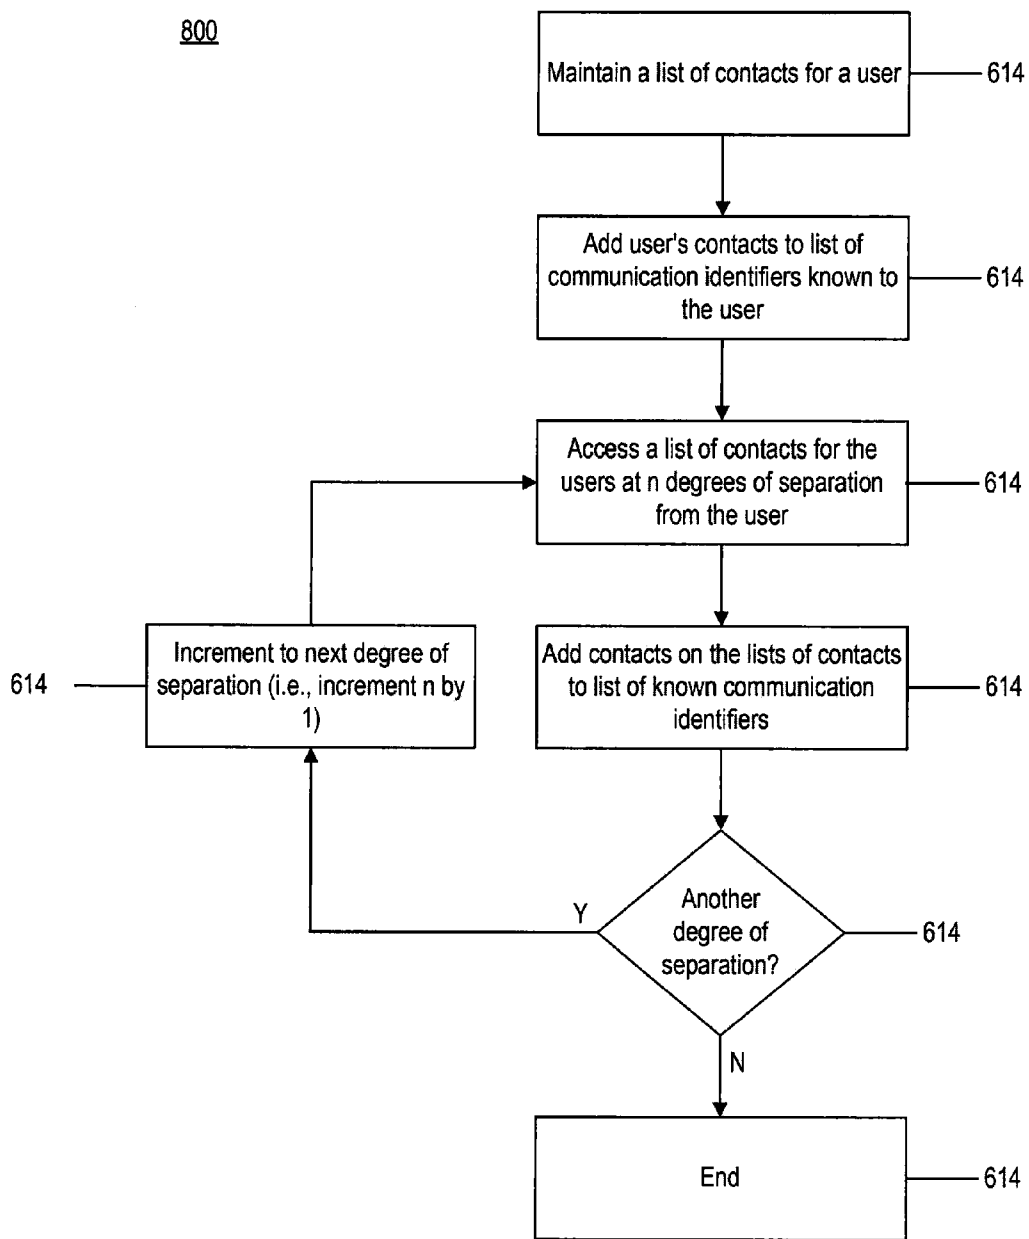 800
Maintain a list of contacts for a user
614
Add user's contacts to list of
communication identifiers known to
the user
614
Access a list of contacts for the
users at n degrees of separation
from the user
614
Increment to next degree of
separation (i.e., increment n by
1)
614
Add contacts on the lists of contacts
to list of known communication
identifiers
614
Another
degree of
separation?
614
Y
N
End
614